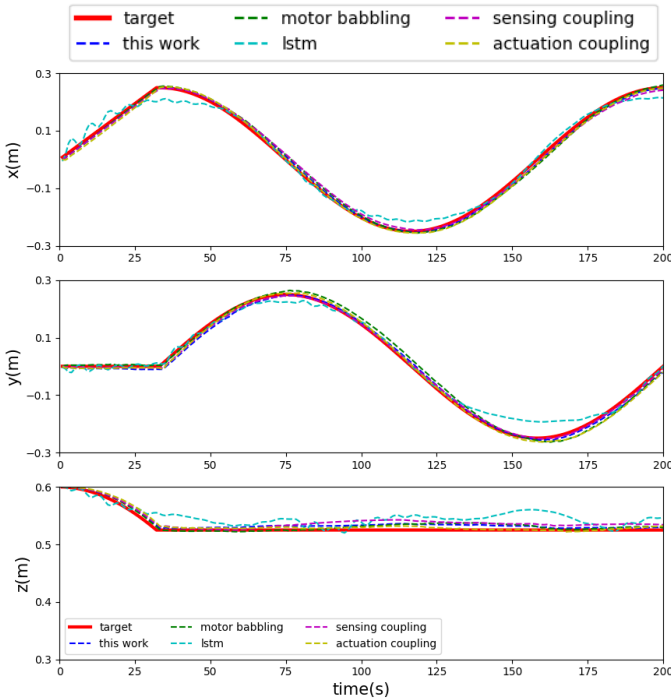 target motor babbling sensing coupling
this work lstm actuation coupling
0.3
0.1
−0.1
−0.3
x(m)
0 25 50 75 100 125 150 175 200
0.3
0.1
−0.1
−0.3
y(m)
0 25 50 75 100 125 150 175 200
0.6
0.5
0.4
0.3
z(m)
target motor babbling sensing coupling
this work lstm actuation coupling
0 25 50 75 100 125 150 175 200
time(s)